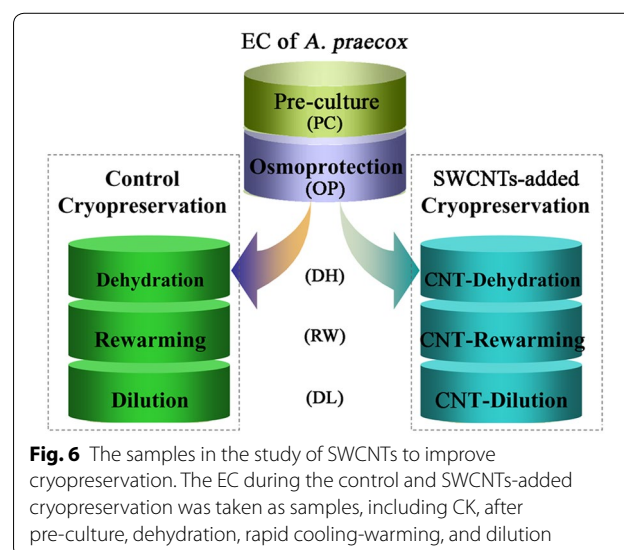 EC of A. praecox
Pre-culture
(PC)
Osmoprotection
(OP)
Control
Cryopreservation
SWCNTs-added
Cryopreservation
Dehydration
(DH)
CNT-Dehydration
Rewarming
(RW)
CNT-Rewarming
Dilution
(DL)
CNT-Dilution
Fig. 6 The samples in the study of SWCNTs to improve
cryopreservation. The EC during the control and SWCNTs-added
cryopreservation was taken as samples, including CK, after
pre-culture, dehydration, rapid cooling-warming, and dilution